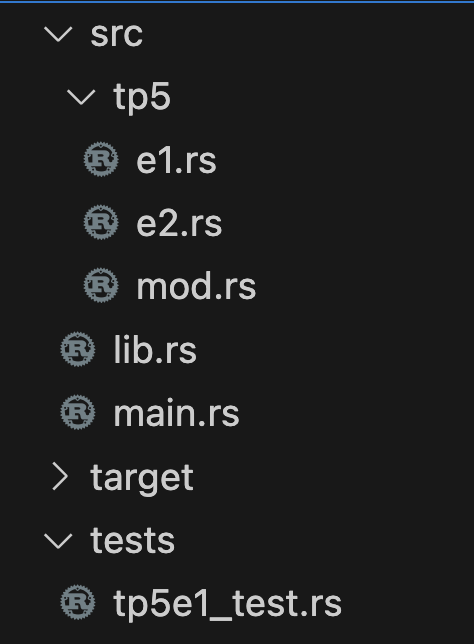 src
tp5
e1.rs
e2.rs
mod.rs
lib.rs
main.rs
target
tests
tp5e1_test.rs